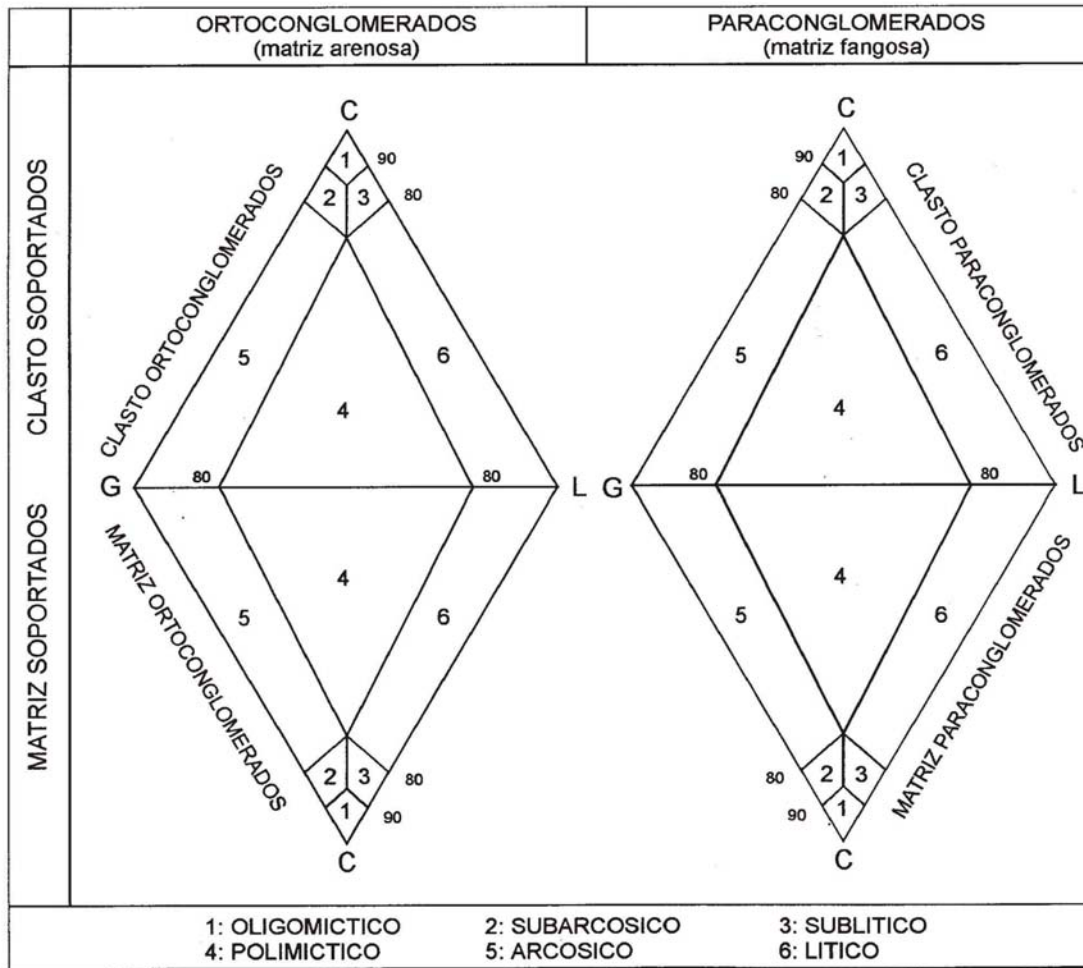 ORTOCONGLOMERADOS
(matriz arenosa)
PARACONGLOMERADOS
(matriz fangosa)
CLASTO SOPORTADOS
MATRIZ SOPORTADOS
C
1
90
2
3
80
CLASTO ORTOCONGLOMERADOS
5
6
4
G
80
80
L
MATRIZ ORTOCONGLOMERADOS
4
5
6
2
3
80
1
90
C
C
90
1
80
2
3
CLASTO PARACONGLOMERADOS
5
6
4
G
80
80
L
4
5
6
MATRIZ PARACONGLOMERADOS
80
2
3
90
1
C
1: OLIGOMICTICO 2: SUBARCOSICO 3: SUBLITICO
4: POLIMICTICO 5: ARCOSICO 6: LITICO